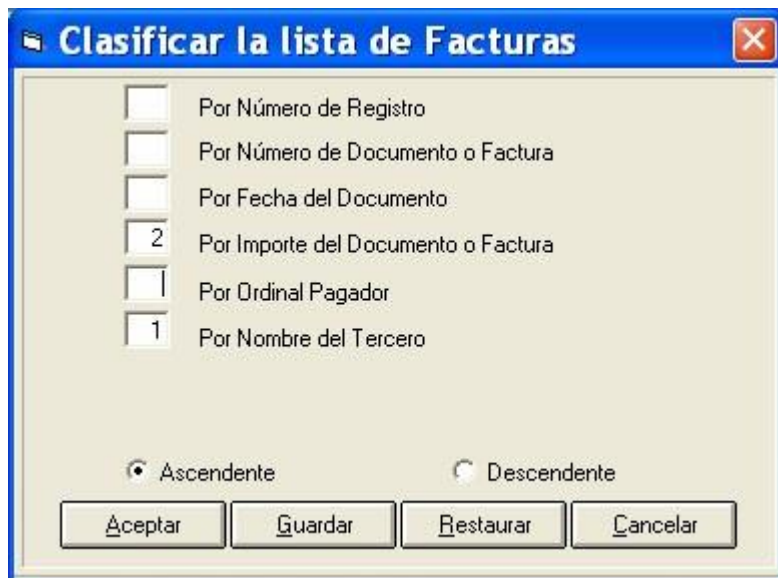 Clasificar la lista de Facturas
Por Número de Registro
Por Número de Documento o Factura
Por Fecha del Documento
2 Por Importe del Documento o Factura
Por Ordinal Pagador
1 Por Nombre del Tercero
Ascendente Descendente
Aceptar Guardar Restaurar Cancelar